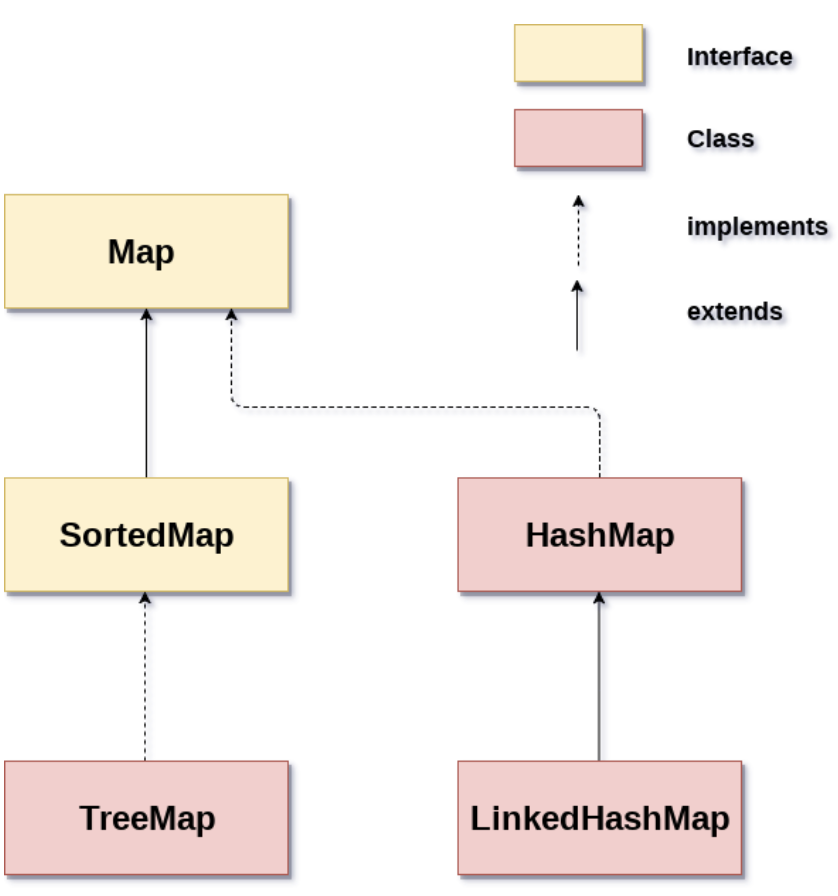 Interface
Class
implements
extends
Map
SortedMap
HashMap
TreeMap
LinkedHashMap